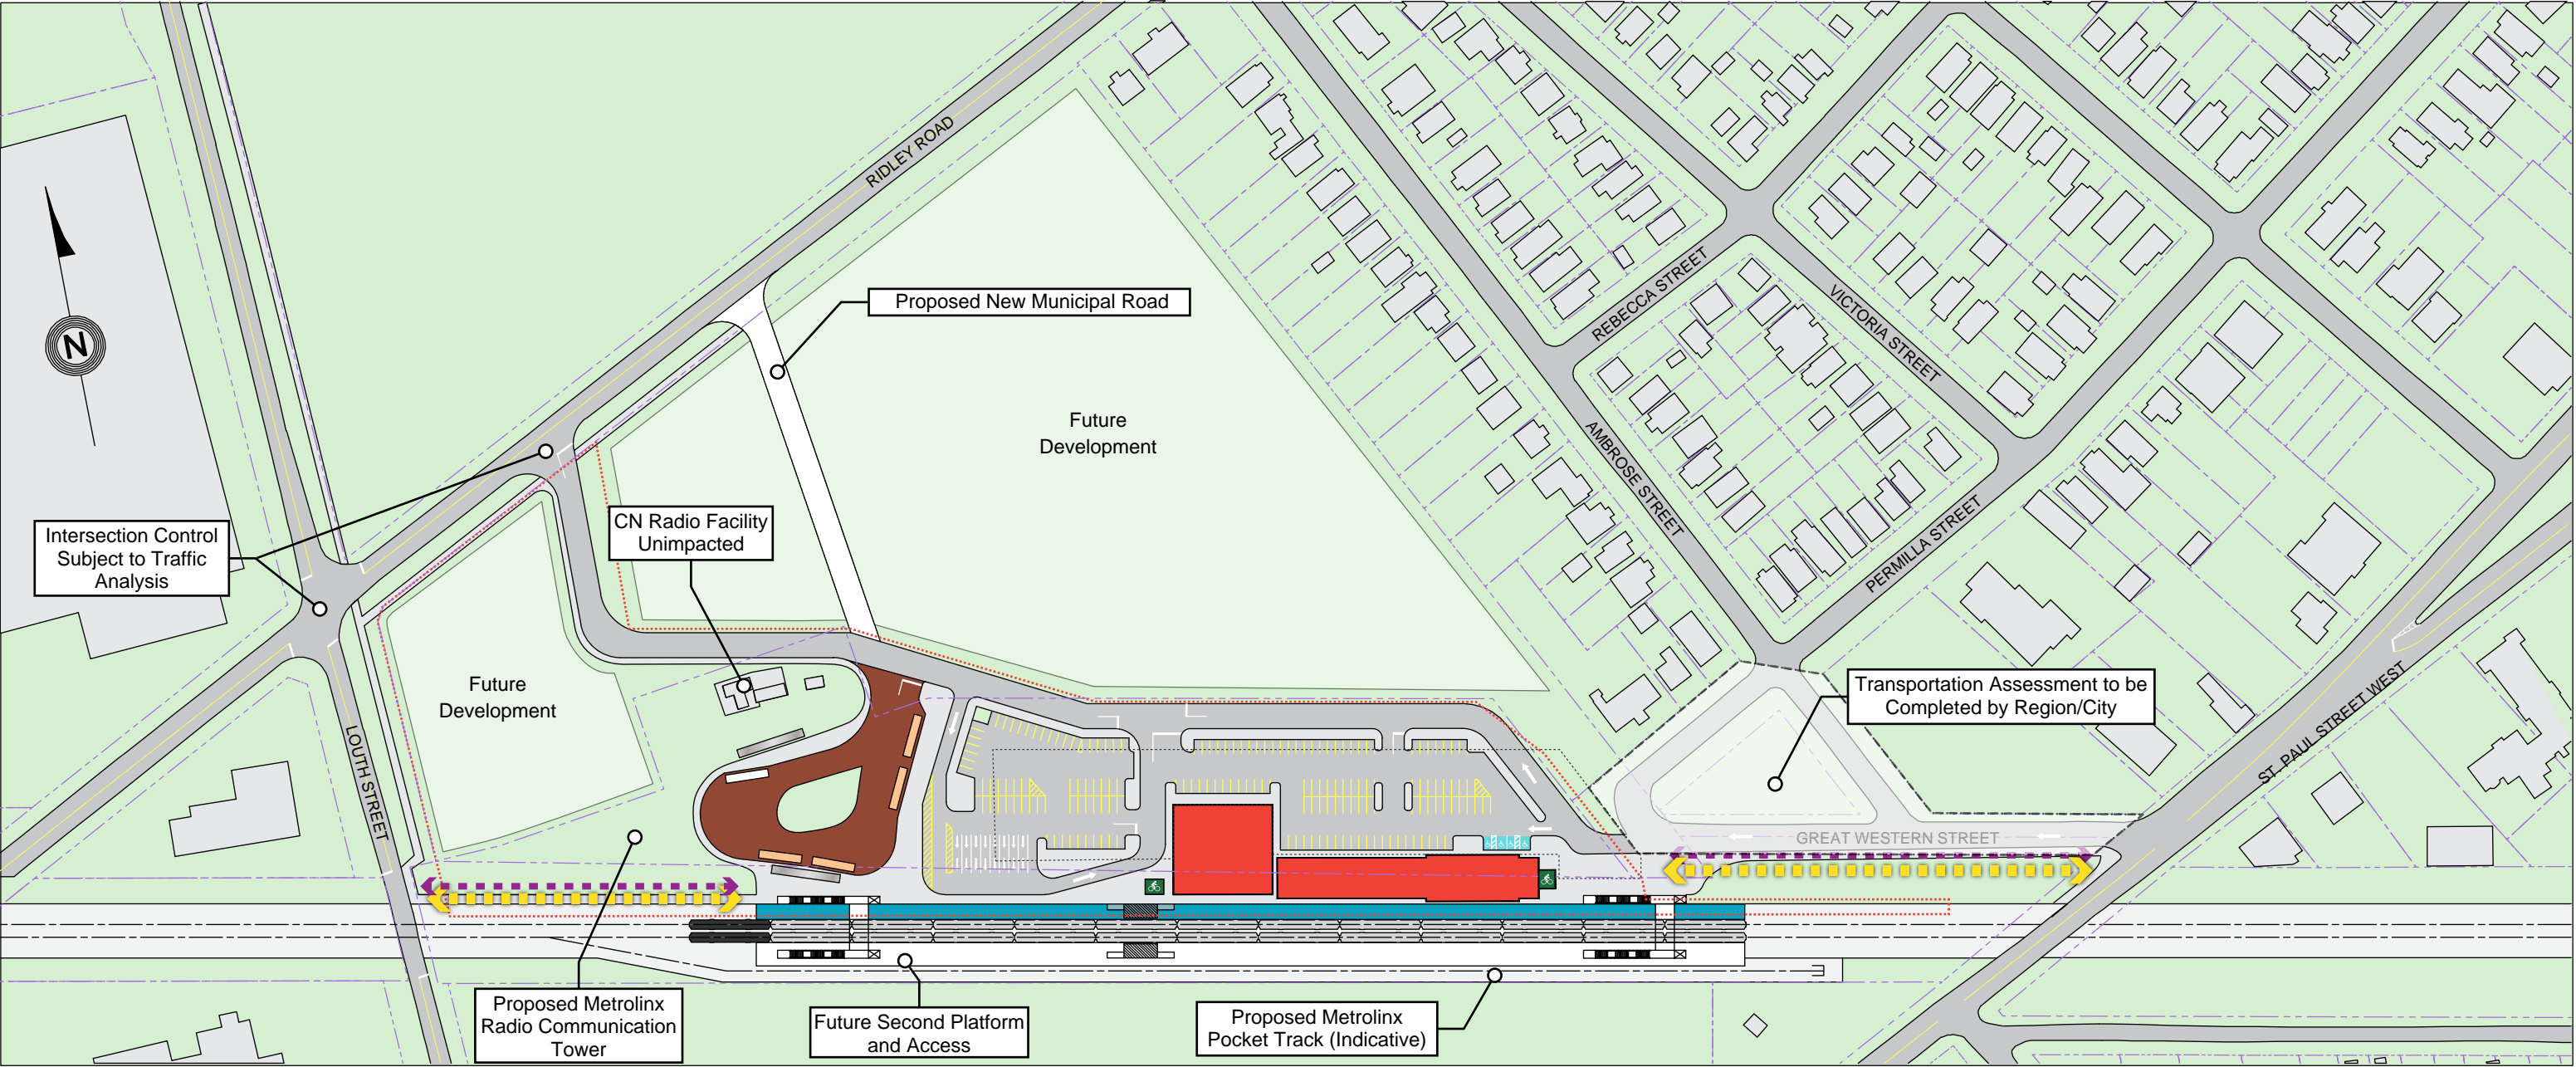 RIDLEY ROAD
Proposed New Municipal Road
N
REBECCA STREET
VICTORIA STREET
Future
Development
AMBROSE STREET
PERMILLA STREET
CN Radio Facility
Unimpacted
Intersection Control
Subject to Traffic
Analysis
Future
Development
LOUTH STREET
Transportation Assessment to be
Completed by Region/City
ST. PAUL STREET WEST
GREAT WESTERN STREET
Proposed Metrolinx
Radio Communication
Tower
Future Second Platform
and Access
Proposed Metrolinx
Pocket Track (Indicative)